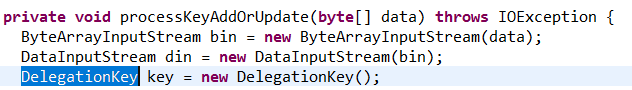 private void processKeyAddOrUpdate(byte[] data) throws IOException {
  ByteArrayInputStream bin = new ByteArrayInputStream(data);
  DataInputStream din = new DataInputStream(bin);
  DelegationKey key = new DelegationKey();